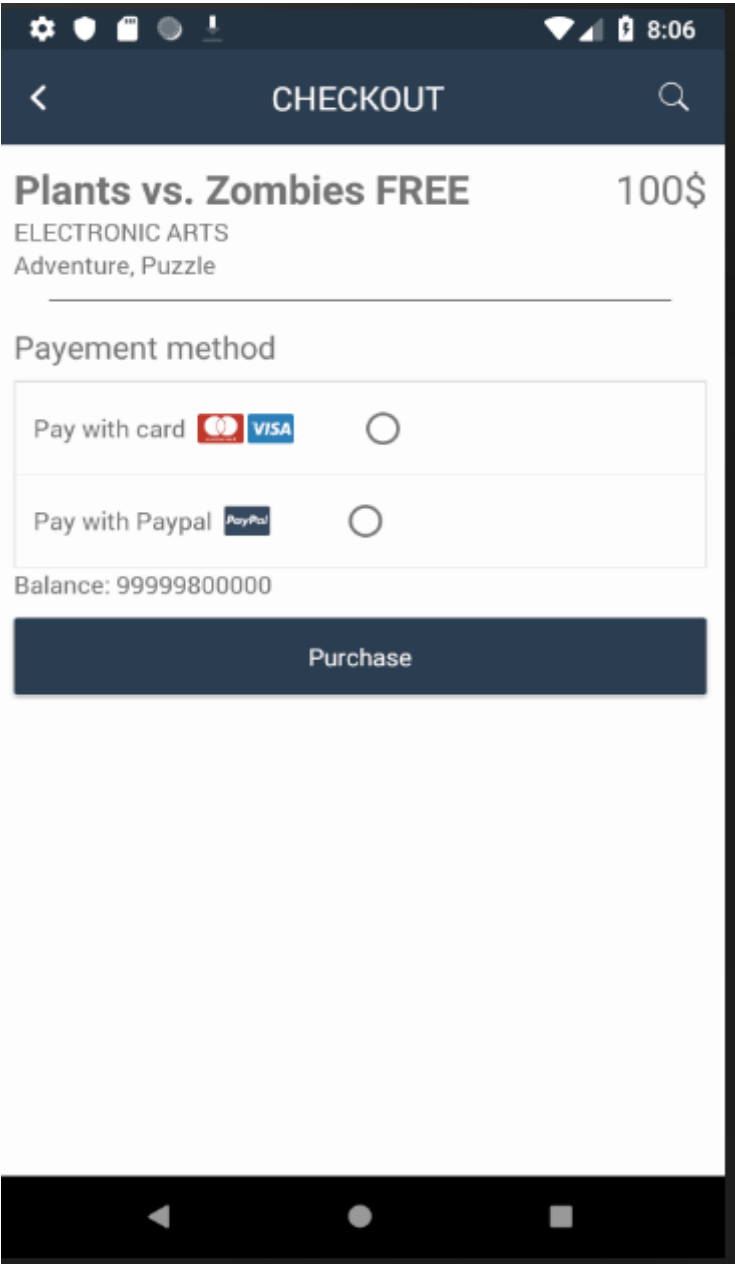 8:06
CHECKOUT
Plants vs. Zombies FREE 100$
ELECTRONIC ARTS
Adventure, Puzzle
Payement method
Pay with card VISA
Pay with Paypal PayPal
Balance: 99999800000
Purchase